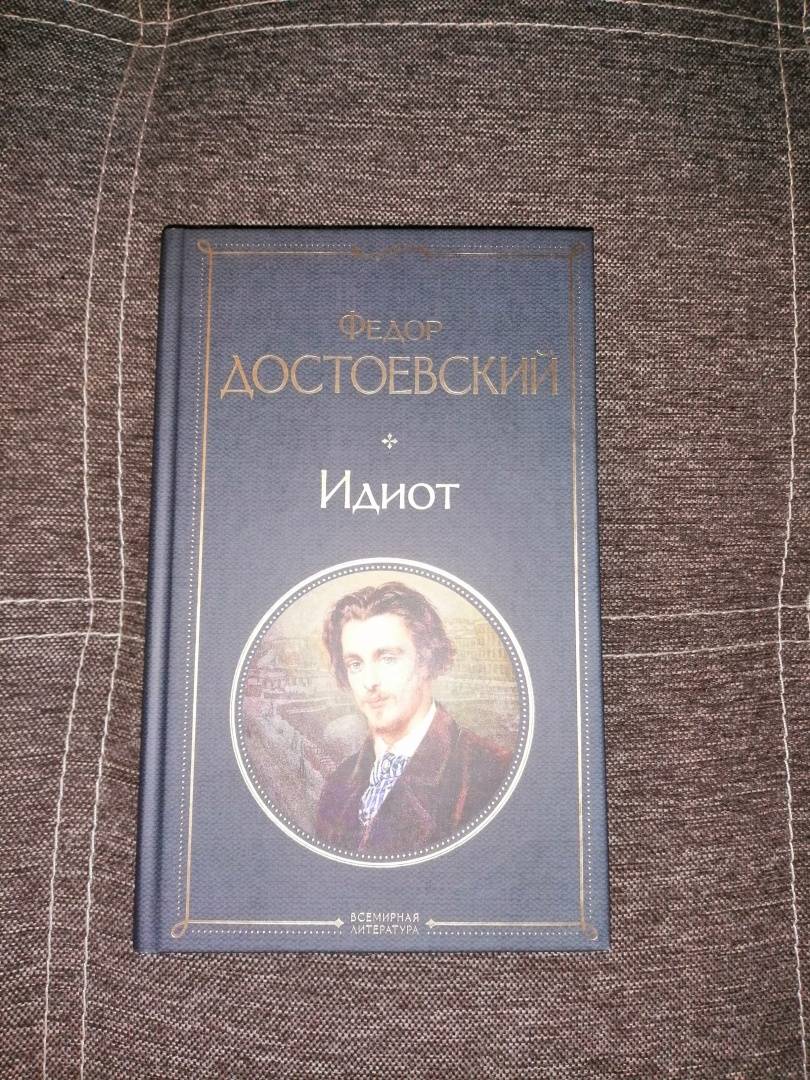 Федор
Достоевский
Идиот
Всемирная
литература